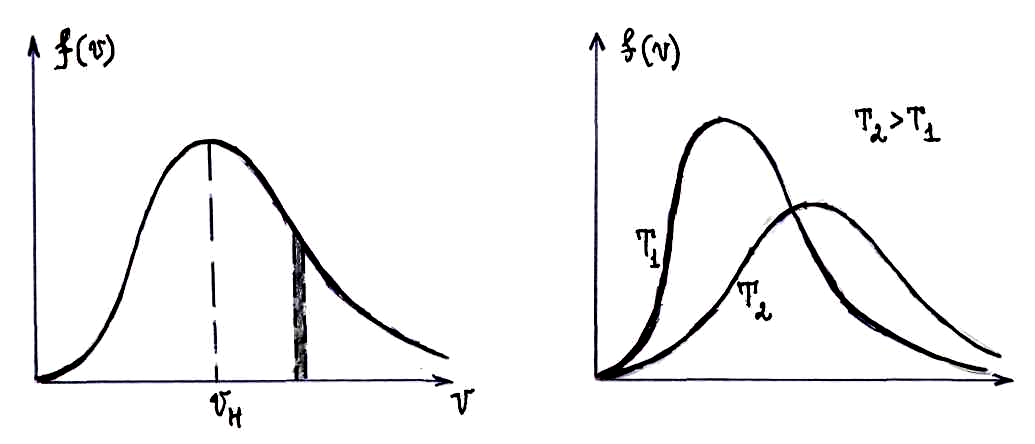 f(v)
v_H
v
f(v)
T_2 > T_1
T_1
T_2